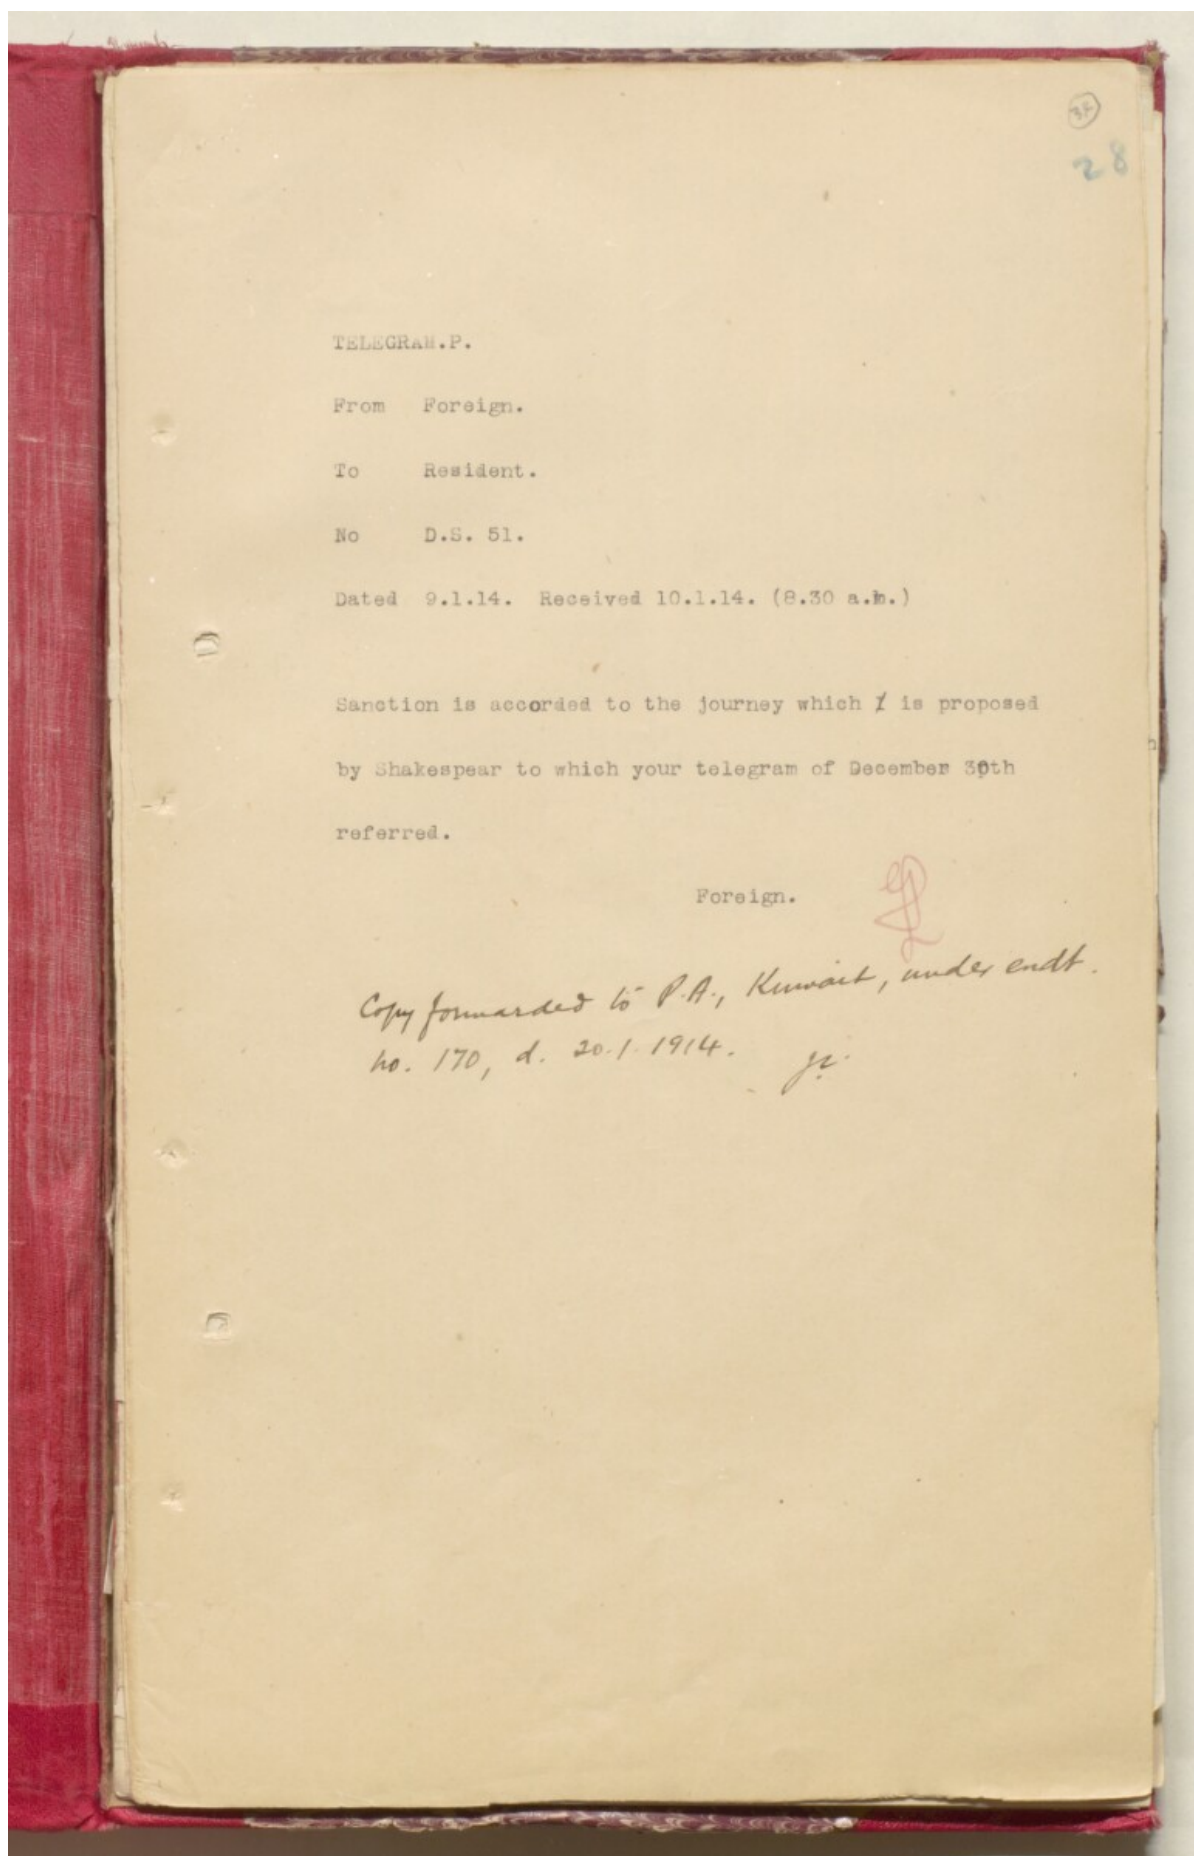 28
TELEGRAM.P.
From Foreign.
To Resident.
No D.S. 51.
Dated 9.1.14. Received 10.1.14. (8.30 a.m.)
Sanction is accorded to the journey which is proposed
by Shakespear to which your telegram of December 30th
referred.
Foreign.
Copy forwarded to P.A., Kuwait, under endt.
no. 170, d. 20.1.1914.